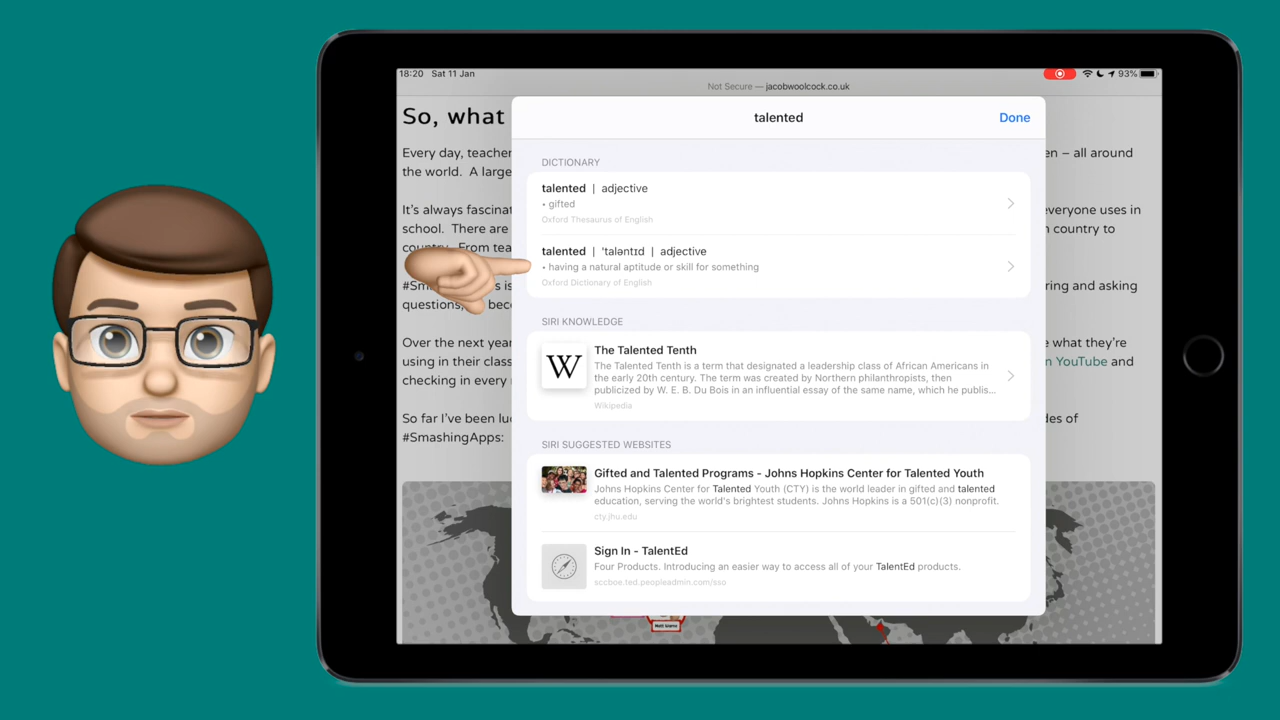 18:20 Sat 11 Jan
93%
Not Secure — jacobwoolcock.co.uk
So, what
talented
Done
Every day, teacher
en – all around
the world. A large
DICTIONARY
talented | adjective
• gifted
Oxford Thesaurus of English
It's always fascinat
everyone uses in
school. There are
m country to
country. From tea
talented | ˈtaləntɪd | adjective
• having a natural aptitude or skill for something
Oxford Dictionary of English
#Sm
s is
ring and asking
questions,
bec
SIRI KNOWLEDGE
Over the next year
e what they're
using in their class
n YouTube and
checking in every
W
The Talented Tenth
The Talented Tenth is a term that designated a leadership class of African Americans in
the early 20th century. The term was created by Northern philanthropists, then
publicized by W. E. B. Du Bois in an influential essay of the same name, which he publis...
Wikipedia
So far I've been lu
des of
#SmashingApps:
SIRI SUGGESTED WEBSITES
Gifted and Talented Programs - Johns Hopkins Center for Talented Youth
Johns Hopkins Center for Talented Youth (CTY) is the world leader in gifted and talented
education, serving the world's brightest students. Johns Hopkins is a 501(c)(3) nonprofit.
cty.jhu.edu
Sign In - TalentEd
Four Products. Introducing an easier way to access all of your TalentEd products.
sccboe.ted.peopleadmin.com/sso